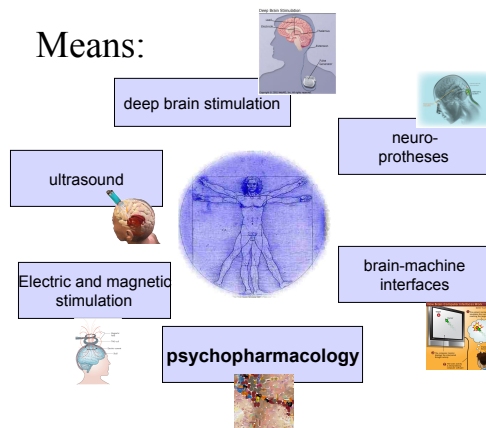 Means:
Deep Brain Stimulation
deep brain stimulation
neuro-
protheses
ultrasound
brain-machine
interfaces
Electric and magnetic
stimulation
psychopharmacology